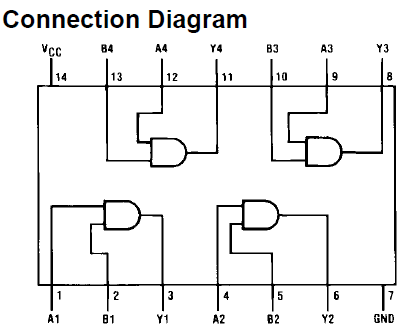 Connection Diagram
VCC B4 A4 Y4 B3 A3 Y3
14 13 12 11 10 9 8
1 2 3 4 5 6 7
A1 B1 Y1 A2 B2 Y2 GND